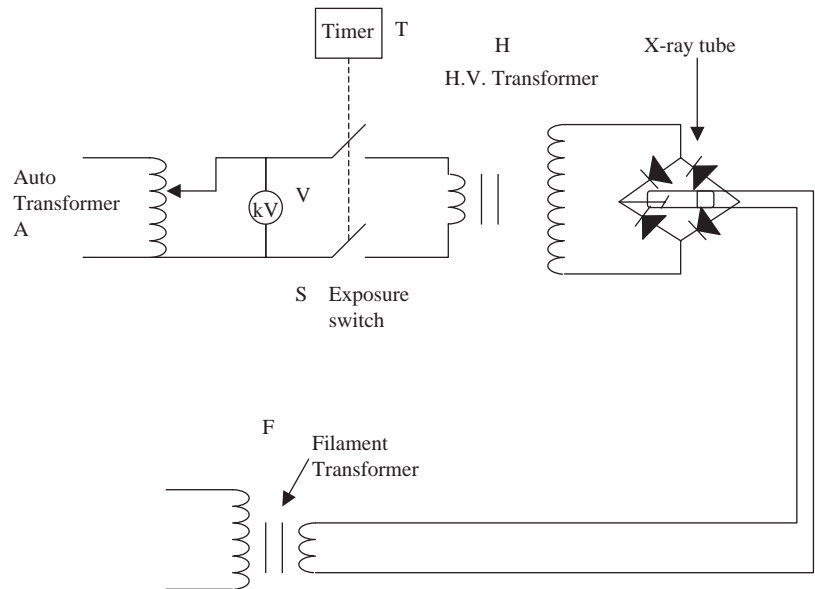 Timer
T
H
H.V. Transformer
X-ray tube
Auto
Transformer
A
V
kV
S Exposure
switch
F
Filament
Transformer